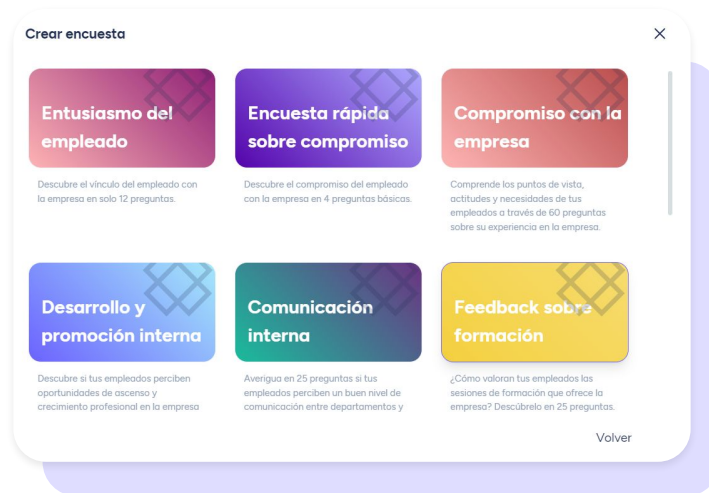 Crear encuesta
Entusiasmo del
empleado
Descubre el vínculo del empleado con
la empresa en solo 12 preguntas.
Encuesta rápida
sobre compromiso
Descubre el compromiso del empleado
con la empresa en 4 preguntas básicas.
Compromiso con la
empresa
Comprende los puntos de vista,
actitudes y necesidades de tus
empleados a través de 60 preguntas
sobre su experiencia en la empresa.
Desarrollo y
promoción interna
Descubre si tus empleados perciben
oportunidades de ascenso y
crecimiento profesional en la empresa
Comunicación
interna
Averigua en 25 preguntas si tus
empleados perciben un buen nivel de
comunicación entre departamentos y
Feedback sobre
formación
¿Cómo valoran tus empleados las
sesiones de formación que ofrece la
empresa? Descúbrelo en 25 preguntas.
Volver